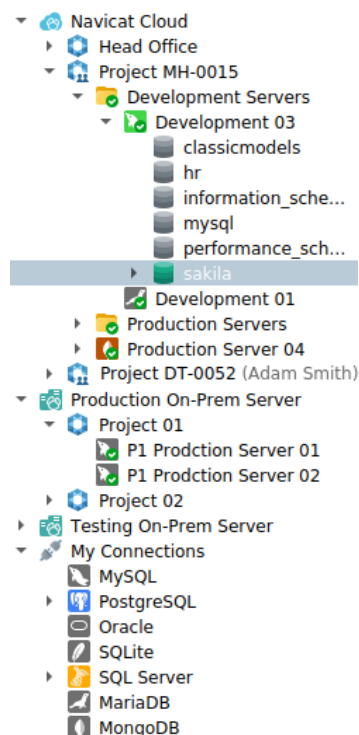 Navicat Cloud
Head Office
Project MH-0015
Development Servers
Development 03
classicmodels
hr
information_sche...
mysql
performance_sch...
sakila
Development 01
Production Servers
Production Server 04
Project DT-0052 (Adam Smith)
Production On-Prem Server
Project 01
P1 Prodction Server 01
P1 Prodction Server 02
Project 02
Testing On-Prem Server
My Connections
MySQL
PostgreSQL
Oracle
SQLite
SQL Server
MariaDB
MongoDB